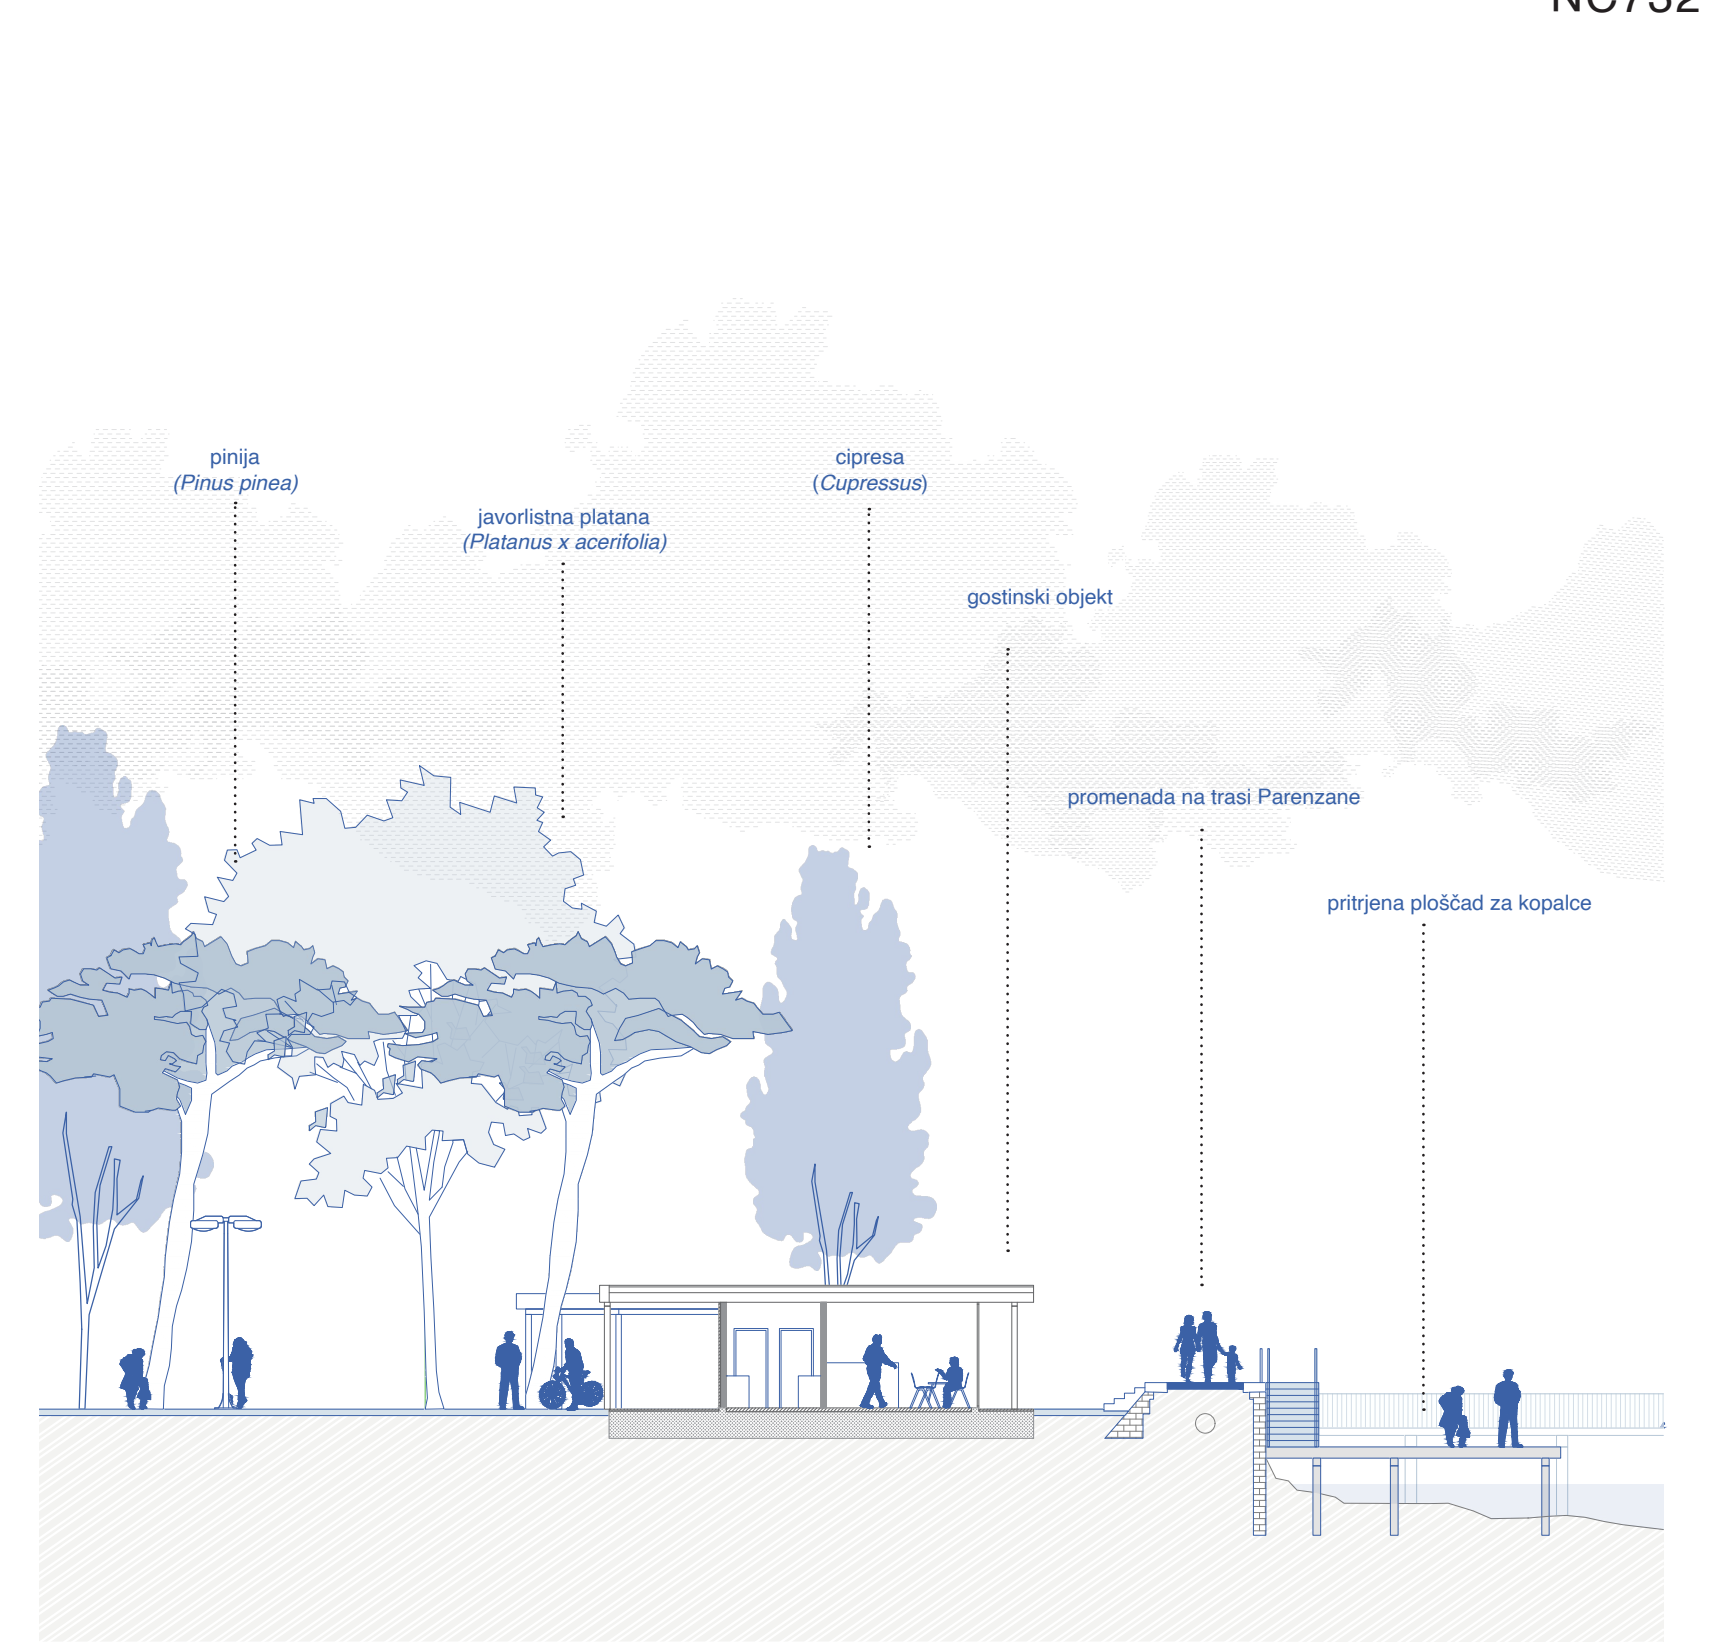 NC732
pinija
(Pinus pinea)
cipresa
(Cupressus)
javorlistna platana
(Platanus x acerifolia)
gostinski objekt
promenada na trasi Parenzane
pritrjena ploščad za kopalce